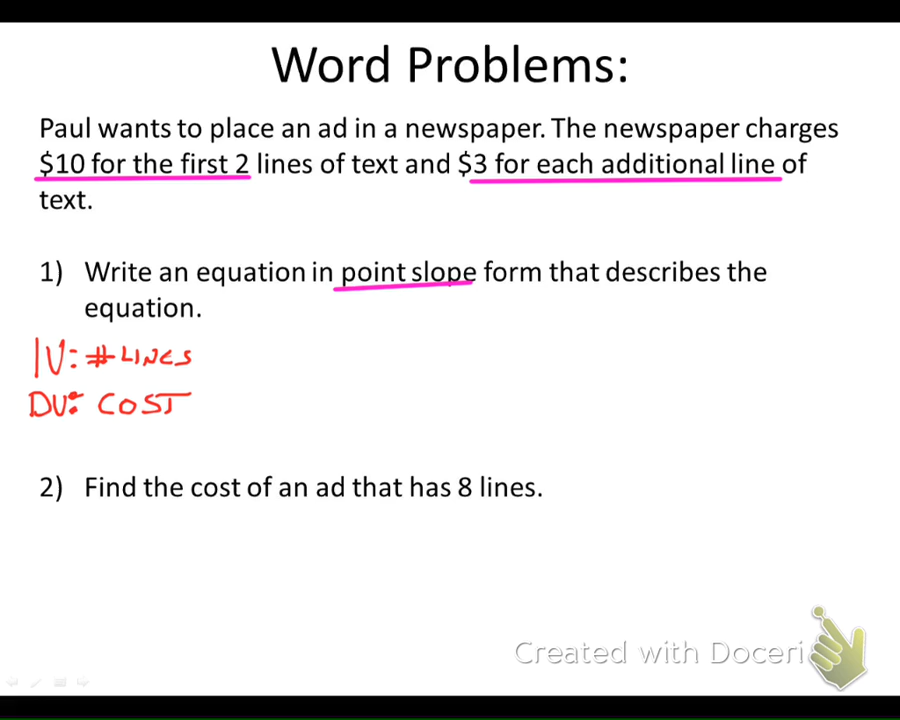 Word Problems:
Paul wants to place an ad in a newspaper. The newspaper charges
$10 for the first 2 lines of text and $3 for each additional line of
text.
1) Write an equation in point slope form that describes the
equation.
IV: # LINES
DV: COST
2) Find the cost of an ad that has 8 lines.
Created with Doceri